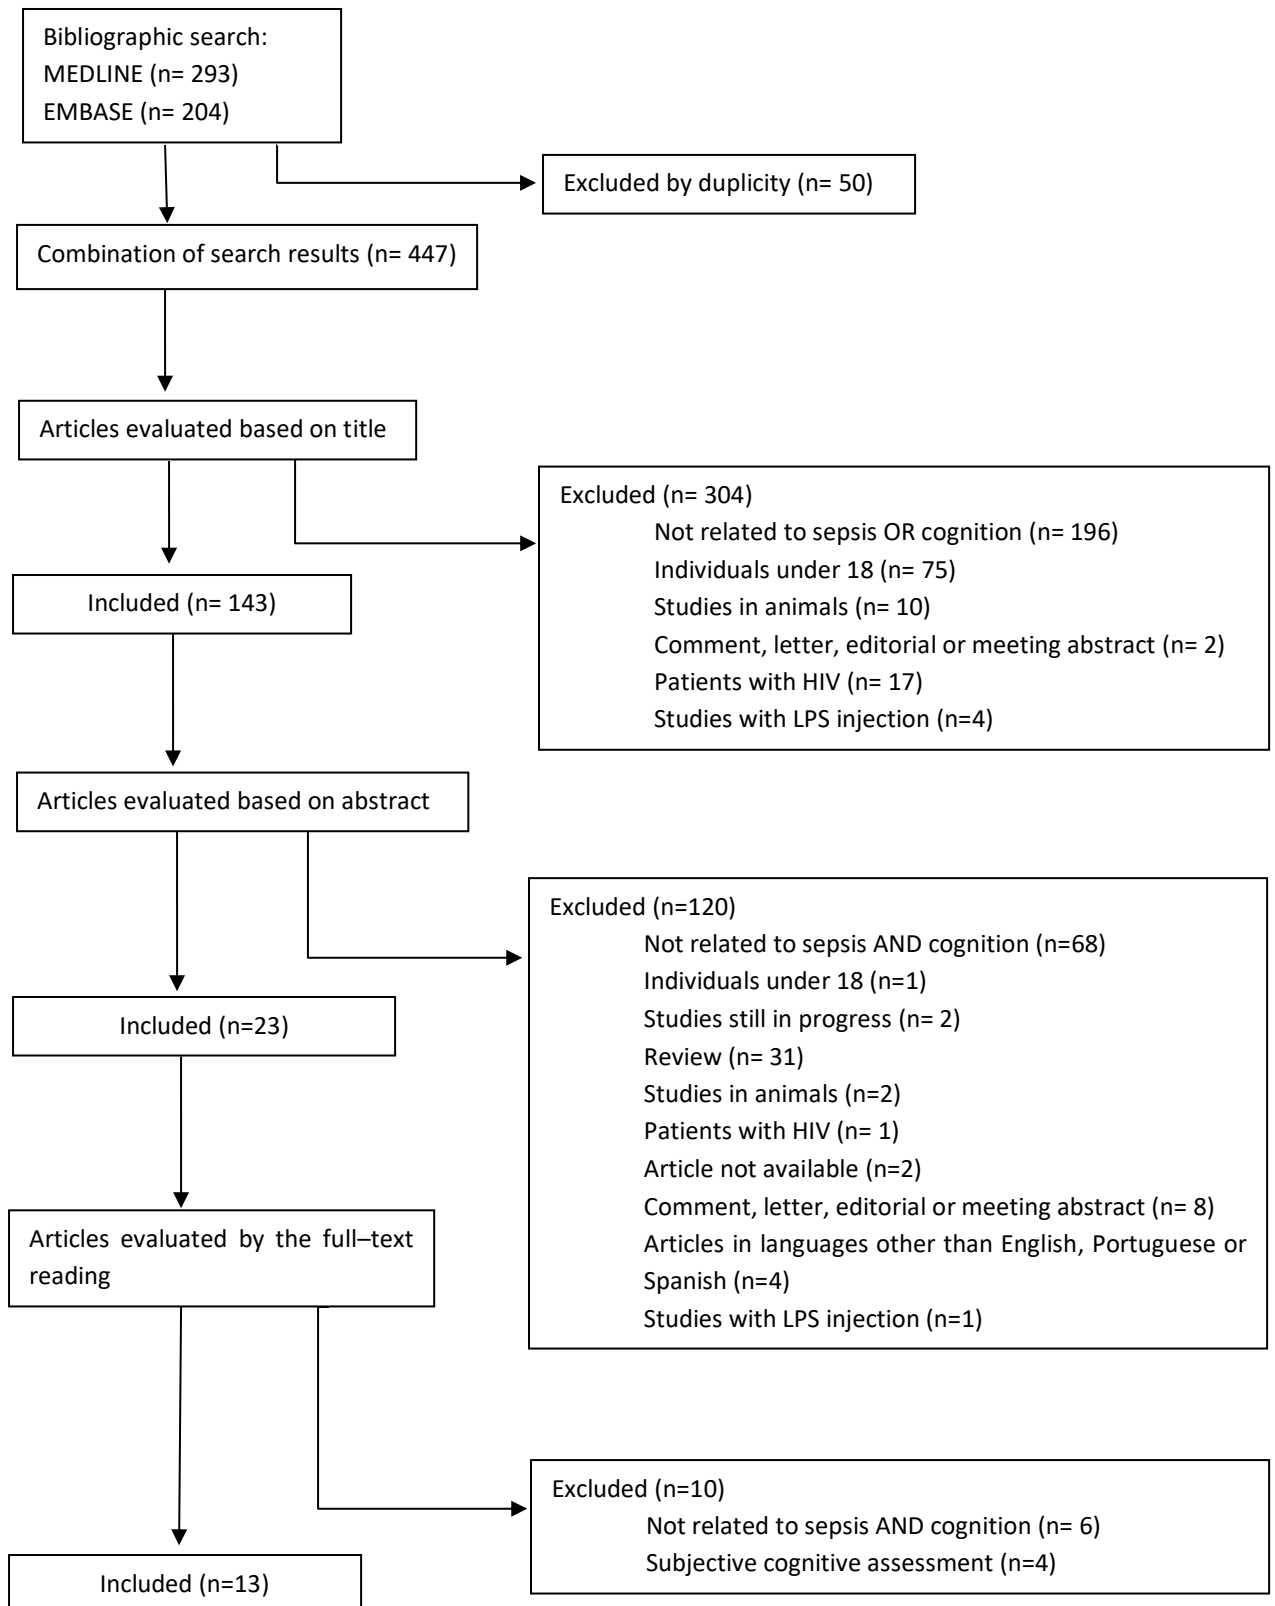 Bibliographic search:
MEDLINE (n= 293)
EMBASE (n= 204)
Excluded by duplicity (n= 50)
Combination of search results (n= 447)
Articles evaluated based on title
Excluded (n= 304)
Not related to sepsis OR cognition (n= 196)
Individuals under 18 (n= 75)
Studies in animals (n= 10)
Comment, letter, editorial or meeting abstract (n= 2)
Patients with HIV (n= 17)
Studies with LPS injection (n=4)
Included (n= 143)
Articles evaluated based on abstract
Excluded (n=120)
Not related to sepsis AND cognition (n=68)
Individuals under 18 (n=1)
Studies still in progress (n= 2)
Review (n= 31)
Studies in animals (n=2)
Patients with HIV (n= 1)
Article not available (n=2)
Comment, letter, editorial or meeting abstract (n= 8)
Articles in languages other than English, Portuguese or
Spanish (n=4)
Studies with LPS injection (n=1)
Included (n=23)
Articles evaluated by the full–text
reading
Excluded (n=10)
Not related to sepsis AND cognition (n= 6)
Subjective cognitive assessment (n=4)
Included (n=13)